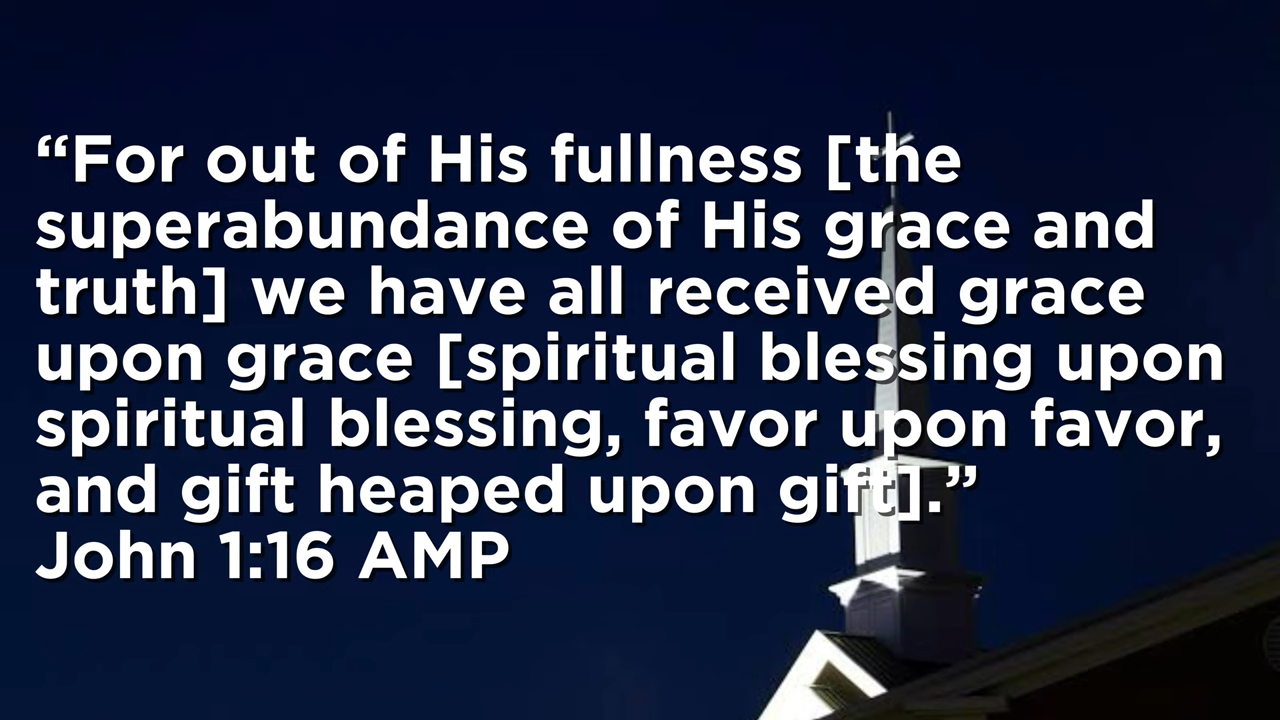 “For out of His fullness [the
superabundance of His grace and
truth] we have all received grace
upon grace [spiritual blessing upon
spiritual blessing, favor upon favor,
and gift heaped upon gift].”
John 1:16 AMP